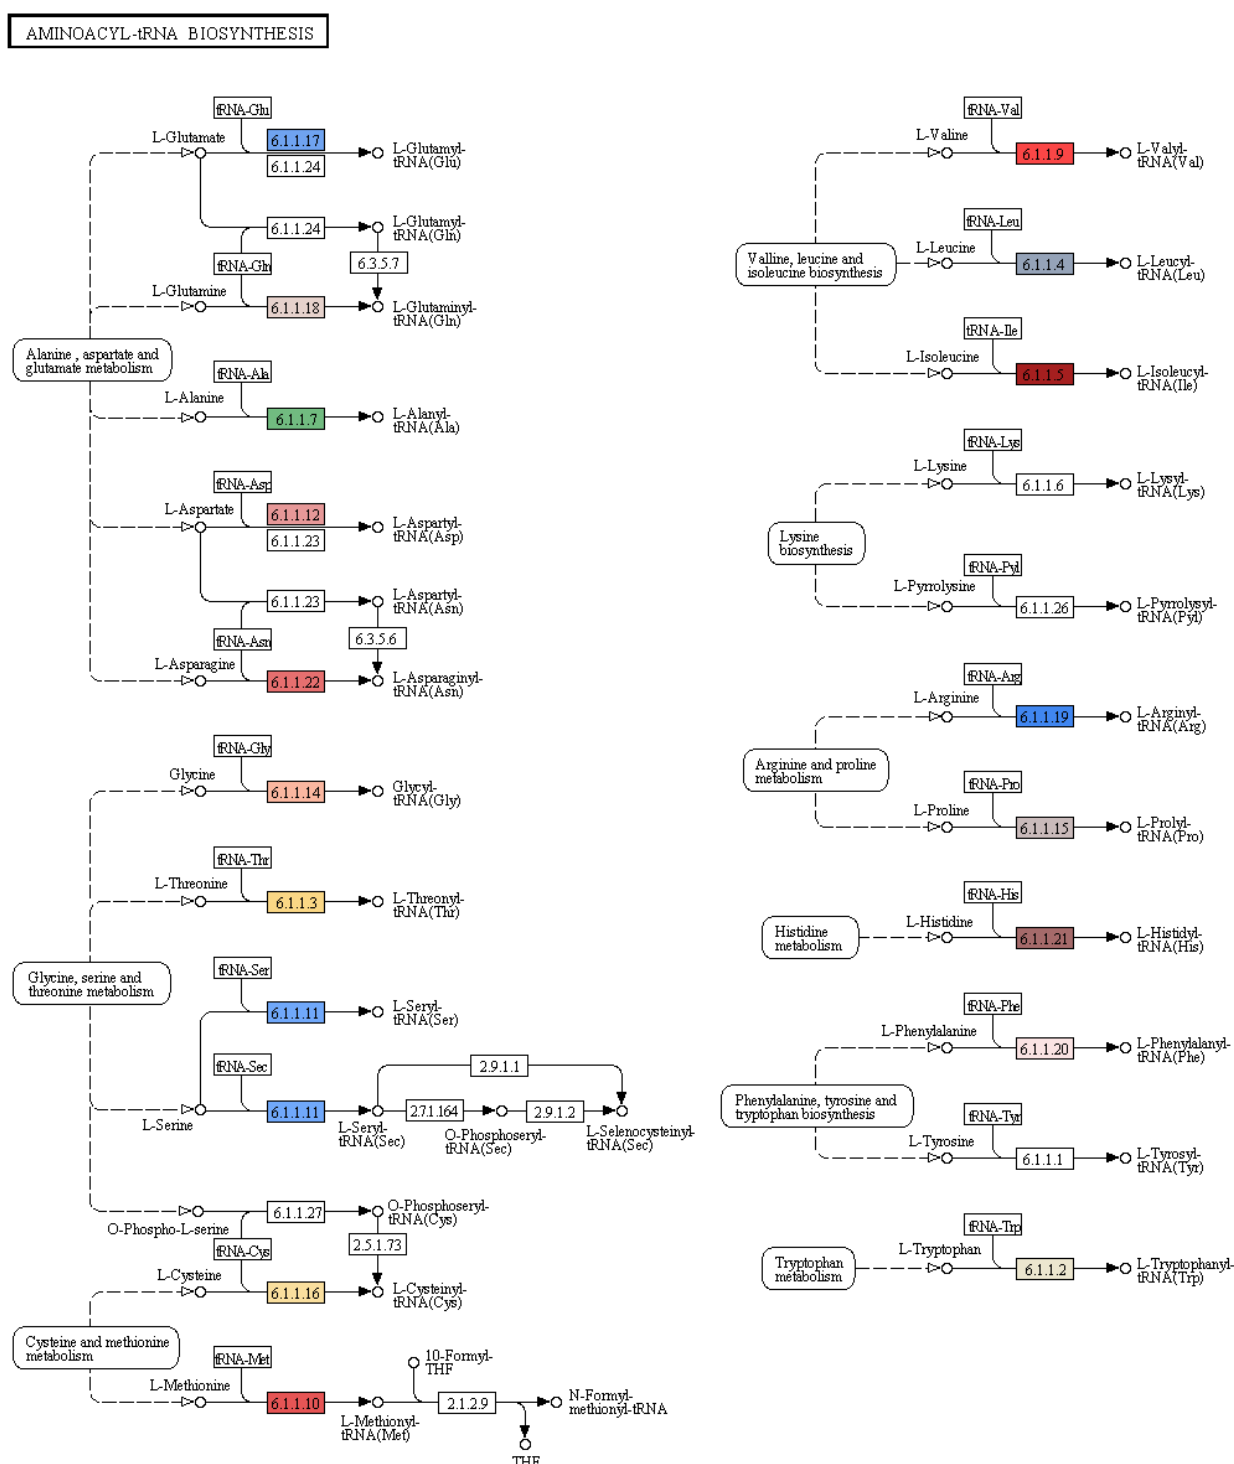 AMINOACYL-tRNA BIOSYNTHESIS
tRNA-Glu
L-Glutamate
6.1.1.17
6.1.1.24
L-Glutamyl-
tRNA(Glu)
6.1.1.24
L-Glutamyl-
tRNA(Gln)
tRNA-Gln
6.3.5.7
L-Glutamine
6.1.1.18
L-Glutaminyl-
tRNA(Gln)
Alanine , aspartate and
glutamate metabolism
tRNA-Ala
L-Alanine
6.1.1.7
L-Alanyl-
tRNA(Ala)
tRNA-Asp
L-Aspartate
6.1.1.12
6.1.1.23
L-Aspartyl-
tRNA(Asp)
6.1.1.23
L-Aspartyl-
tRNA(Asn)
tRNA-Asn
6.3.5.6
L-Asparagine
6.1.1.22
L-Asparaginyl-
tRNA(Asn)
tRNA-Gly
Glycine
6.1.1.14
Glycyl-
tRNA(Gly)
tRNA-Thr
L-Threonine
6.1.1.3
L-Threonyl-
tRNA(Thr)
Glycine, serine and
threonine metabolism
tRNA-Ser
6.1.1.11
L-Seryl-
tRNA(Ser)
tRNA-Sec
L-Serine
6.1.1.11
L-Seryl-
tRNA(Sec)
2.9.1.1
2.7.1.164
O-Phosphoseryl-
tRNA(Sec)
2.9.1.2
L-Selenocysteinyl-
tRNA(Sec)
O-Phospho-L-serine
6.1.1.27
O-Phosphoseryl-
tRNA(Cys)
tRNA-Cys
2.5.1.73
L-Cysteine
6.1.1.16
L-Cysteinyl-
tRNA(Cys)
Cysteine and methionine
metabolism
tRNA-Met
L-Methionine
6.1.1.10
L-Methionyl-
tRNA(Met)
10-Formyl-
THF
2.1.2.9
N-Formyl-
methionyl-tRNA
THF
tRNA-Val
L-Valine
6.1.1.9
L-Valyl-
tRNA(Val)
tRNA-Leu
L-Leucine
6.1.1.4
L-Leucyl-
tRNA(Leu)
Valline, leucine and
isoleucine biosynthesis
tRNA-Ile
L-Isoleucine
6.1.1.5
L-Isoleucyl-
tRNA(Ile)
tRNA-Lys
L-Lysine
6.1.1.6
L-Lysyl-
tRNA(Lys)
Lysine
biosynthesis
tRNA-Pyl
L-Pyrrolysine
6.1.1.26
L-Pyrrolysyl-
tRNA(Pyl)
tRNA-Arg
L-Arginine
6.1.1.19
L-Arginyl-
tRNA(Arg)
Arginine and proline
metabolism
tRNA-Pro
L-Proline
6.1.1.15
L-Prolyl-
tRNA(Pro)
tRNA-His
Histidine
metabolism
L-Histidine
6.1.1.21
L-Histidyl-
tRNA(His)
tRNA-Phe
L-Phenylalanine
6.1.1.20
L-Phenylalanyl-
tRNA(Phe)
Phenylalanine, tyrosine and
tryptophan biosynthesis
tRNA-Tyr
L-Tyrosine
6.1.1.1
L-Tyrosyl-
tRNA(Tyr)
tRNA-Trp
Tryptophan
metabolism
L-Tryptophan
6.1.1.2
L-Tryptophanyl-
tRNA(Trp)